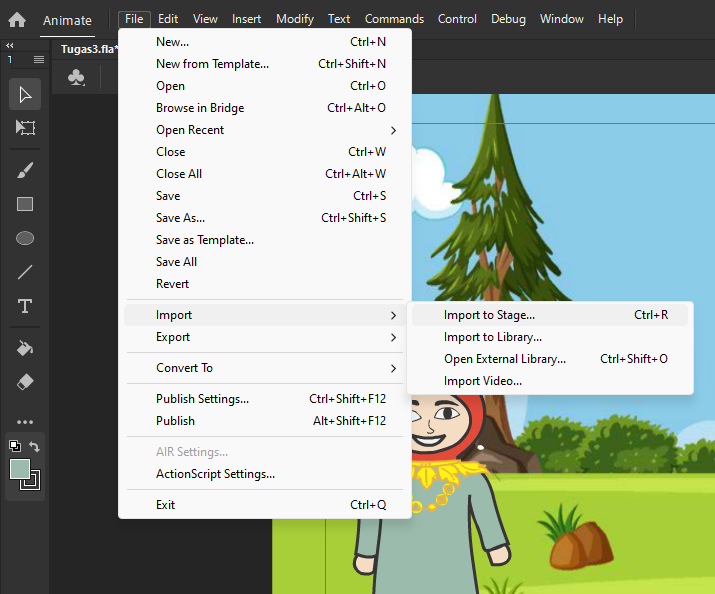 Animate File Edit View Insert Modify Text Commands Control Debug Window Help
1 Tugas3.fla*
New... Ctrl+N
New from Template... Ctrl+Shift+N
Open Ctrl+O
Browse in Bridge Ctrl+Alt+O
Open Recent
Close Ctrl+W
Close All Ctrl+Alt+W
Save Ctrl+S
Save As... Ctrl+Shift+S
Save as Template...
Save All
Revert
Import
Export
Convert To
Publish Settings... Ctrl+Shift+F12
Publish Alt+Shift+F12
AIR Settings...
ActionScript Settings...
Exit Ctrl+Q
Import to Stage... Ctrl+R
Import to Library...
Open External Library... Ctrl+Shift+O
Import Video...